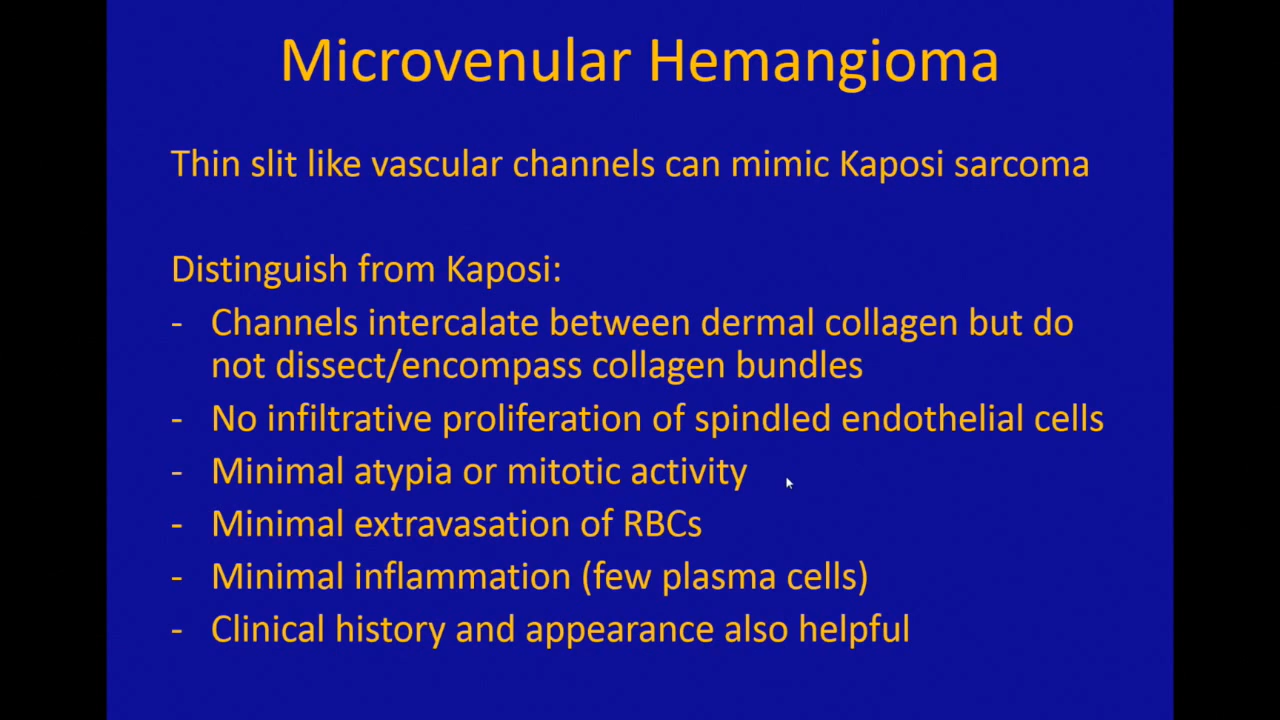 Microvenular Hemangioma
Thin slit like vascular channels can mimic Kaposi sarcoma
Distinguish from Kaposi:
- Channels intercalate between dermal collagen but do
not dissect/encompass collagen bundles
- No infiltrative proliferation of spindled endothelial cells
- Minimal atypia or mitotic activity
- Minimal extravasation of RBCs
- Minimal inflammation (few plasma cells)
- Clinical history and appearance also helpful